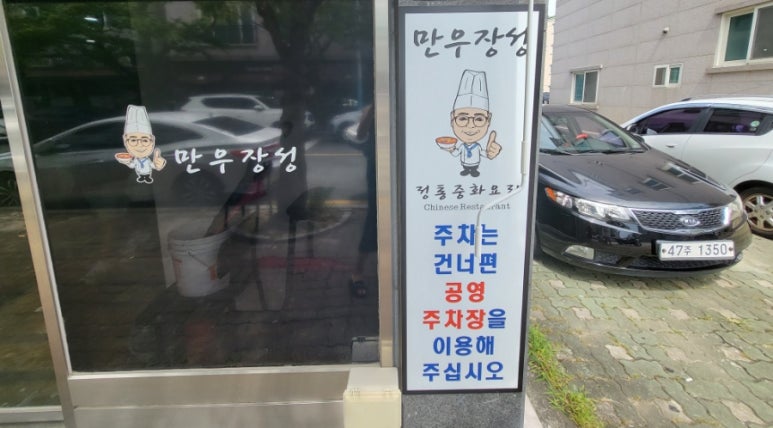 만우장성
만우장성
정통중화요리
Chinese Restaurant
주차는
건너편
공영
주차장을
이용해
주십시오
47주 1350